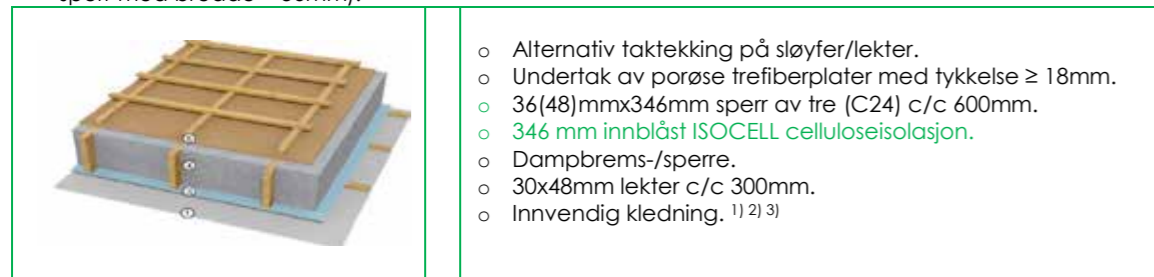 o Alternativ taktekking på sløyfer/lekter.
o Undertak av porøse trefiberplater med tykkelse ≥ 18mm.
o 36(48)mmx346mm sperr av tre (C24) c/c 600mm.
o 346 mm innblåst ISOCELL celluloseisolasjon.
o Dampbrems-/sperre.
o 30x48mm lekter c/c 300mm.
o Innvendig kledning. 1) 2) 3)